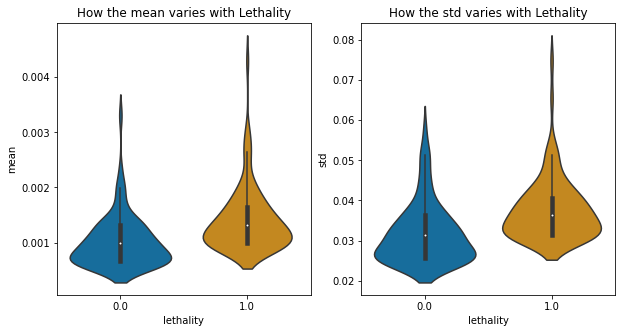 How the mean varies with Lethality
mean
0.004
0.003
0.002
0.001
0.0
1.0
lethality
How the std varies with Lethality
std
0.08
0.07
0.06
0.05
0.04
0.03
0.02
0.0
1.0
lethality